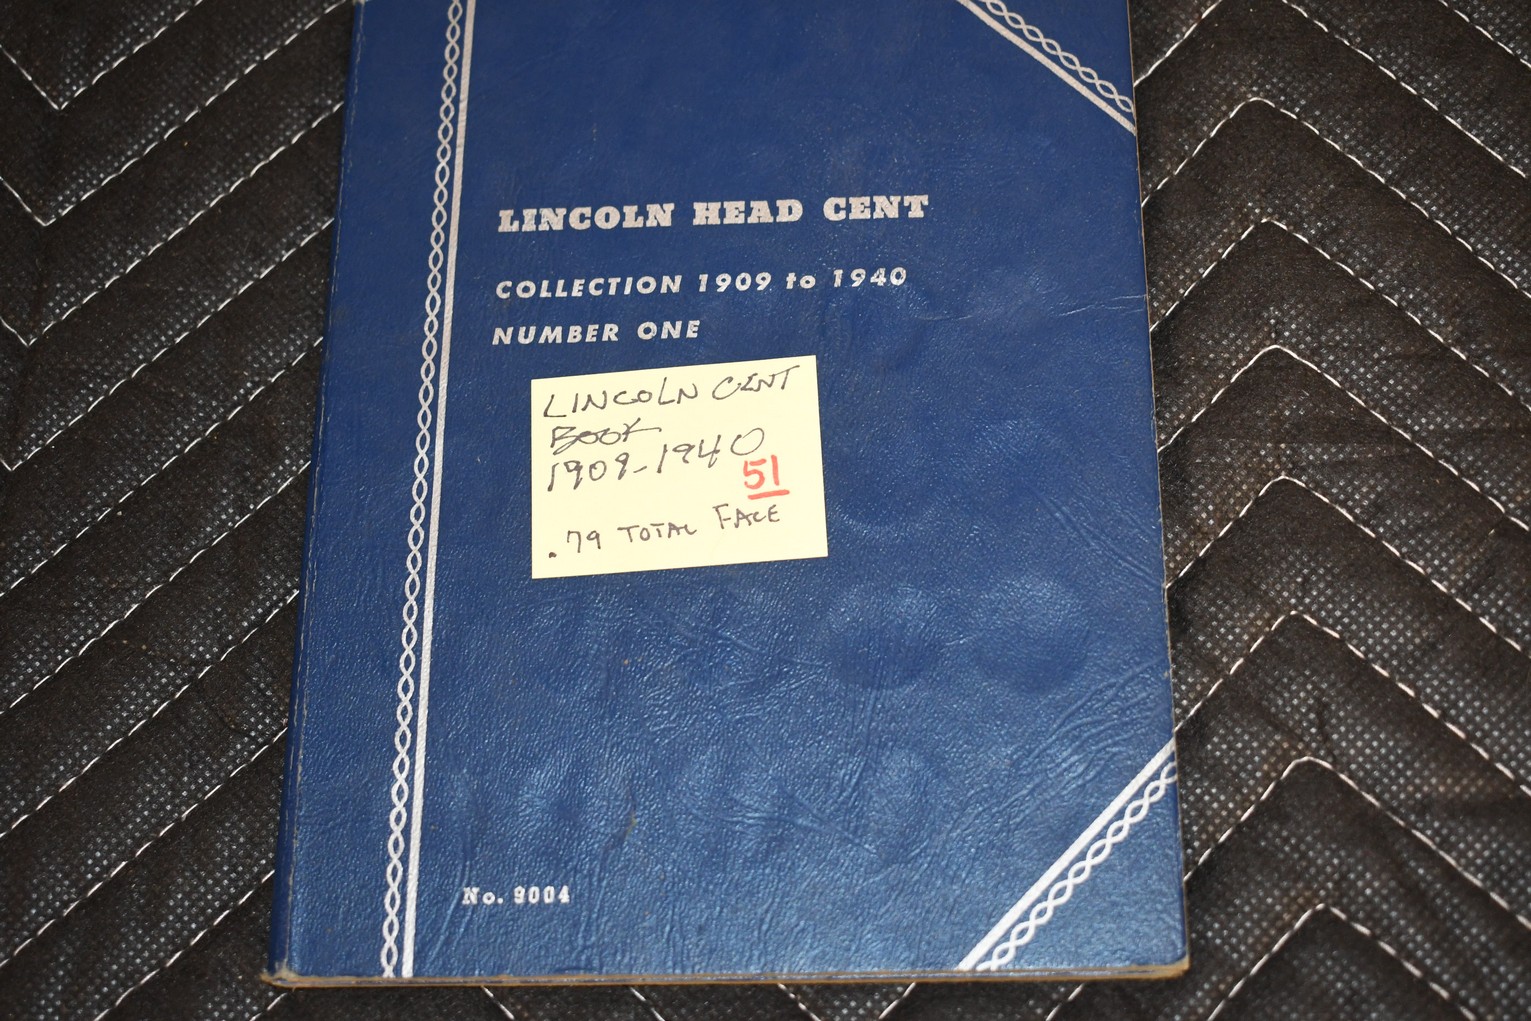 LINCOLN HEAD CENT
COLLECTION 1909 to 1940
NUMBER ONE
LINCOLN CENT
BOOK
1909-1940
51
.79 TOTAL FACE
No. 9004